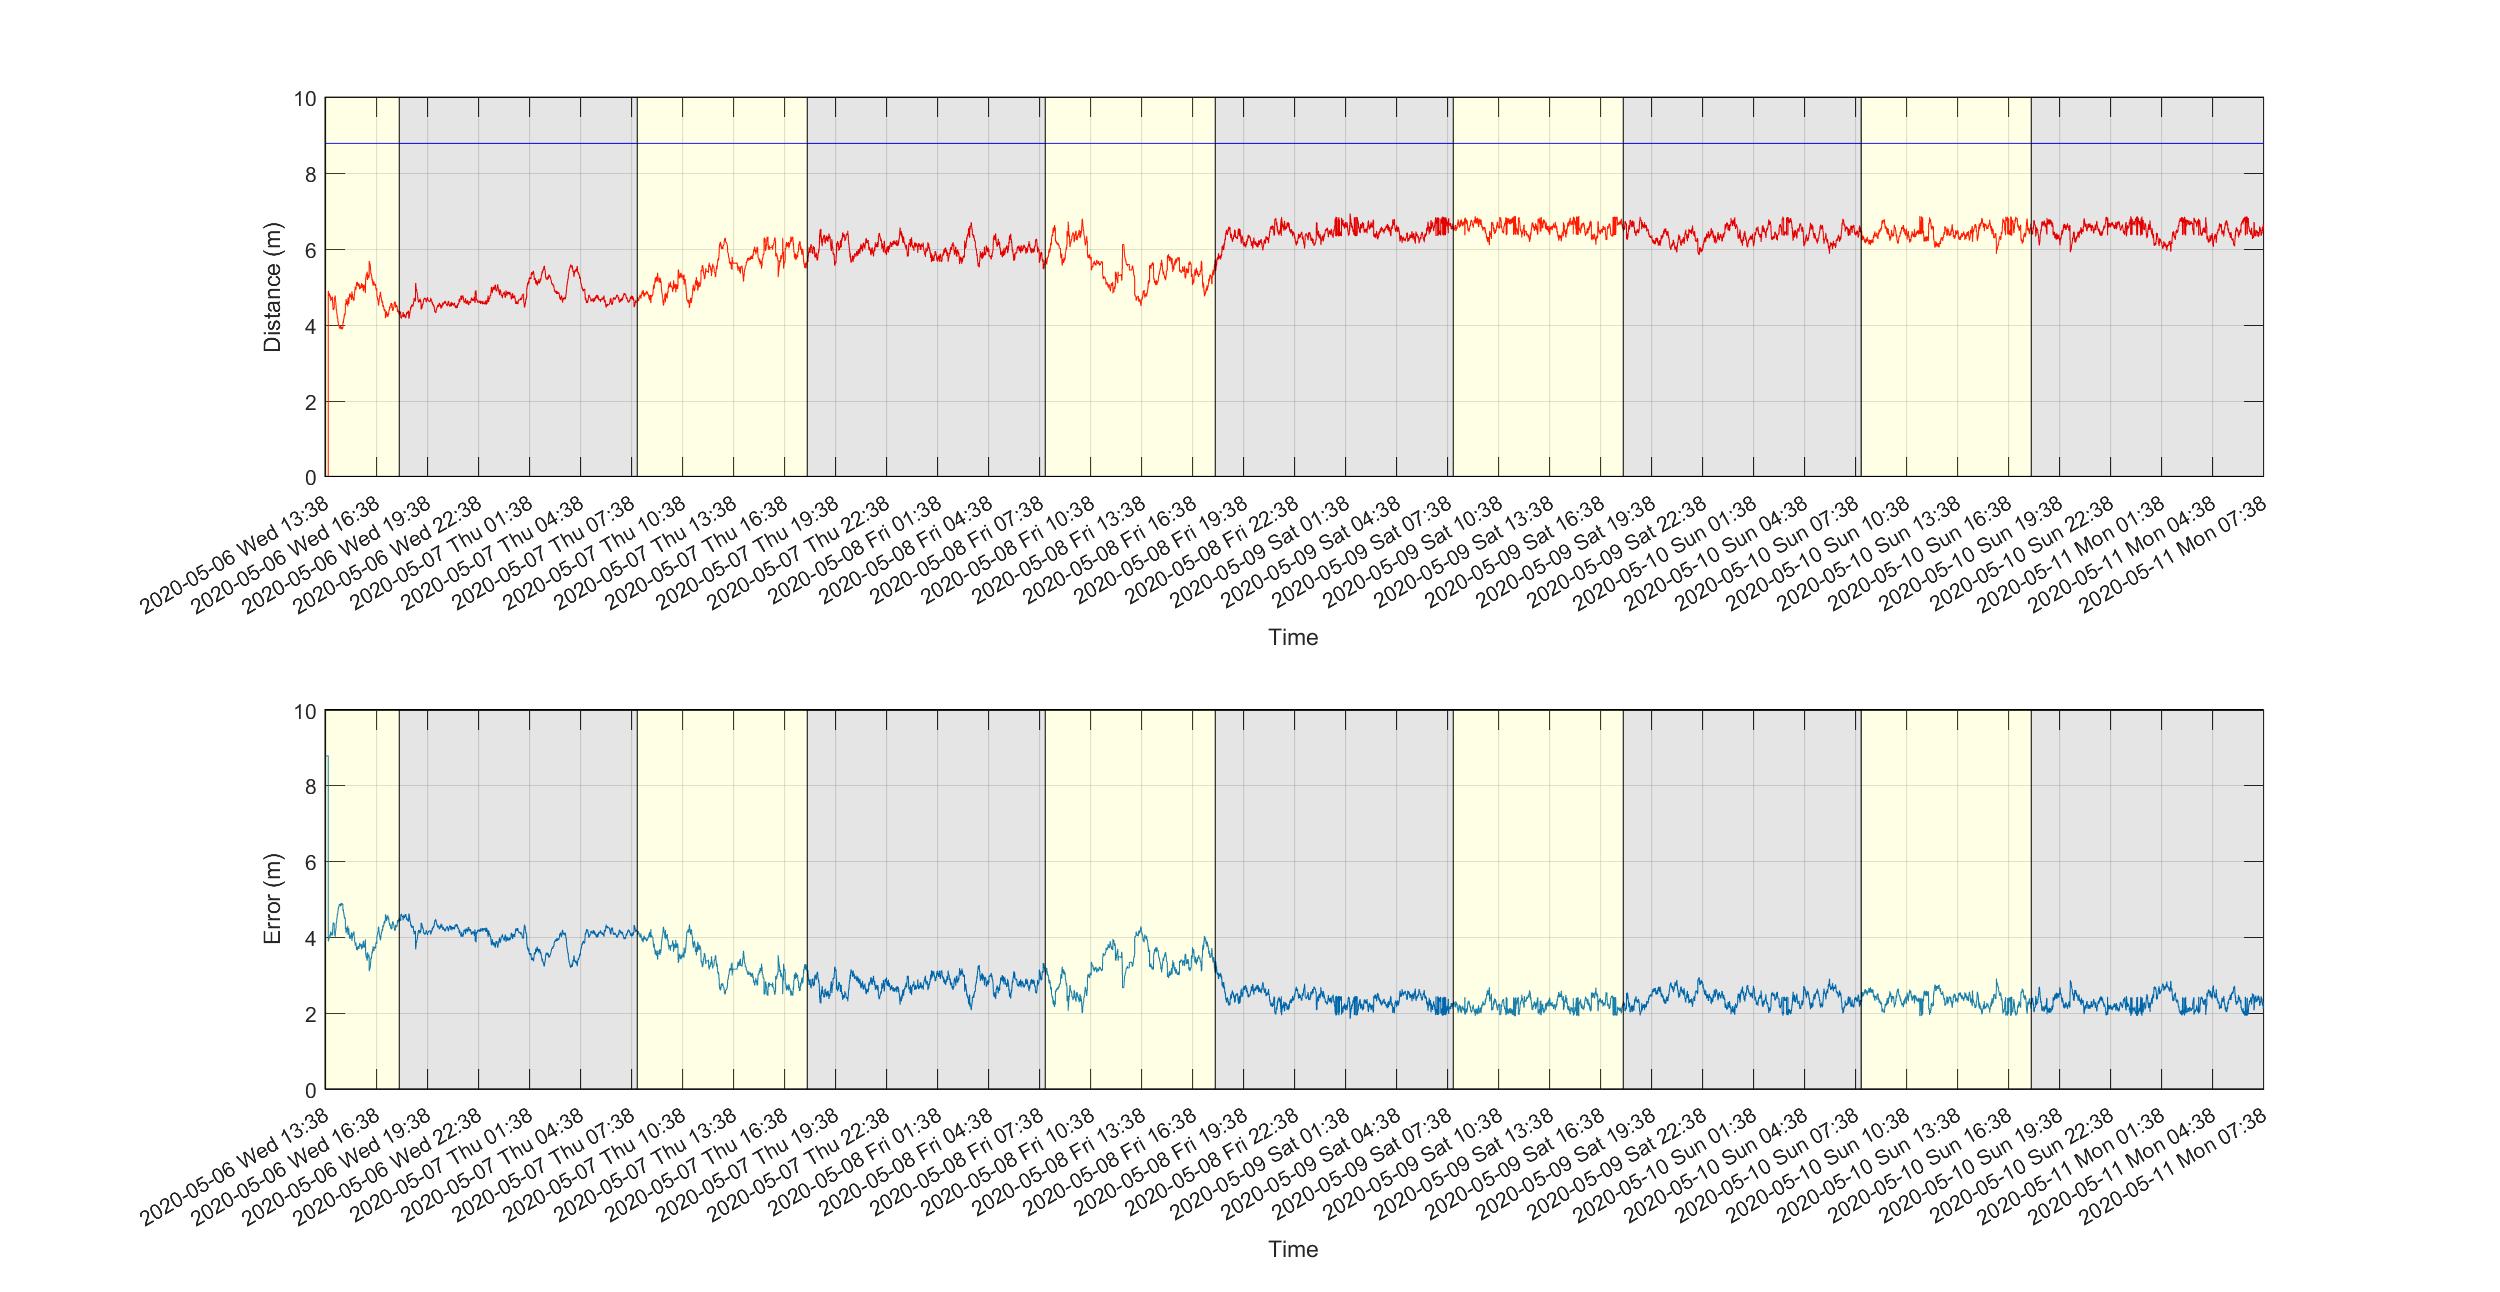 10
8
6
4
2
0
Distance (m)
2020-05-06 Wed 13:38
2020-05-06 Wed 16:38
2020-05-06 Wed 19:38
2020-05-06 Wed 22:38
2020-05-07 Thu 01:38
2020-05-07 Thu 04:38
2020-05-07 Thu 07:38
2020-05-07 Thu 10:38
2020-05-07 Thu 13:38
2020-05-07 Thu 16:38
2020-05-07 Thu 19:38
2020-05-07 Thu 22:38
2020-05-08 Fri 01:38
2020-05-08 Fri 04:38
2020-05-08 Fri 07:38
2020-05-08 Fri 10:38
2020-05-08 Fri 13:38
2020-05-08 Fri 16:38
2020-05-08 Fri 19:38
2020-05-08 Fri 22:38
2020-05-09 Sat 01:38
2020-05-09 Sat 04:38
2020-05-09 Sat 07:38
2020-05-09 Sat 10:38
2020-05-09 Sat 13:38
2020-05-09 Sat 16:38
2020-05-09 Sat 19:38
2020-05-09 Sat 22:38
2020-05-10 Sun 01:38
2020-05-10 Sun 04:38
2020-05-10 Sun 07:38
2020-05-10 Sun 10:38
2020-05-10 Sun 13:38
2020-05-10 Sun 16:38
2020-05-10 Sun 19:38
2020-05-10 Sun 22:38
2020-05-11 Mon 01:38
2020-05-11 Mon 04:38
2020-05-11 Mon 07:38
Time
10
8
6
4
2
0
Error (m)
2020-05-06 Wed 13:38
2020-05-06 Wed 16:38
2020-05-06 Wed 19:38
2020-05-06 Wed 22:38
2020-05-07 Thu 01:38
2020-05-07 Thu 04:38
2020-05-07 Thu 07:38
2020-05-07 Thu 10:38
2020-05-07 Thu 13:38
2020-05-07 Thu 16:38
2020-05-07 Thu 19:38
2020-05-07 Thu 22:38
2020-05-08 Fri 01:38
2020-05-08 Fri 04:38
2020-05-08 Fri 07:38
2020-05-08 Fri 10:38
2020-05-08 Fri 13:38
2020-05-08 Fri 16:38
2020-05-08 Fri 19:38
2020-05-08 Fri 22:38
2020-05-09 Sat 01:38
2020-05-09 Sat 04:38
2020-05-09 Sat 07:38
2020-05-09 Sat 10:38
2020-05-09 Sat 13:38
2020-05-09 Sat 16:38
2020-05-09 Sat 19:38
2020-05-09 Sat 22:38
2020-05-10 Sun 01:38
2020-05-10 Sun 04:38
2020-05-10 Sun 07:38
2020-05-10 Sun 10:38
2020-05-10 Sun 13:38
2020-05-10 Sun 16:38
2020-05-10 Sun 19:38
2020-05-10 Sun 22:38
2020-05-11 Mon 01:38
2020-05-11 Mon 04:38
2020-05-11 Mon 07:38
Time